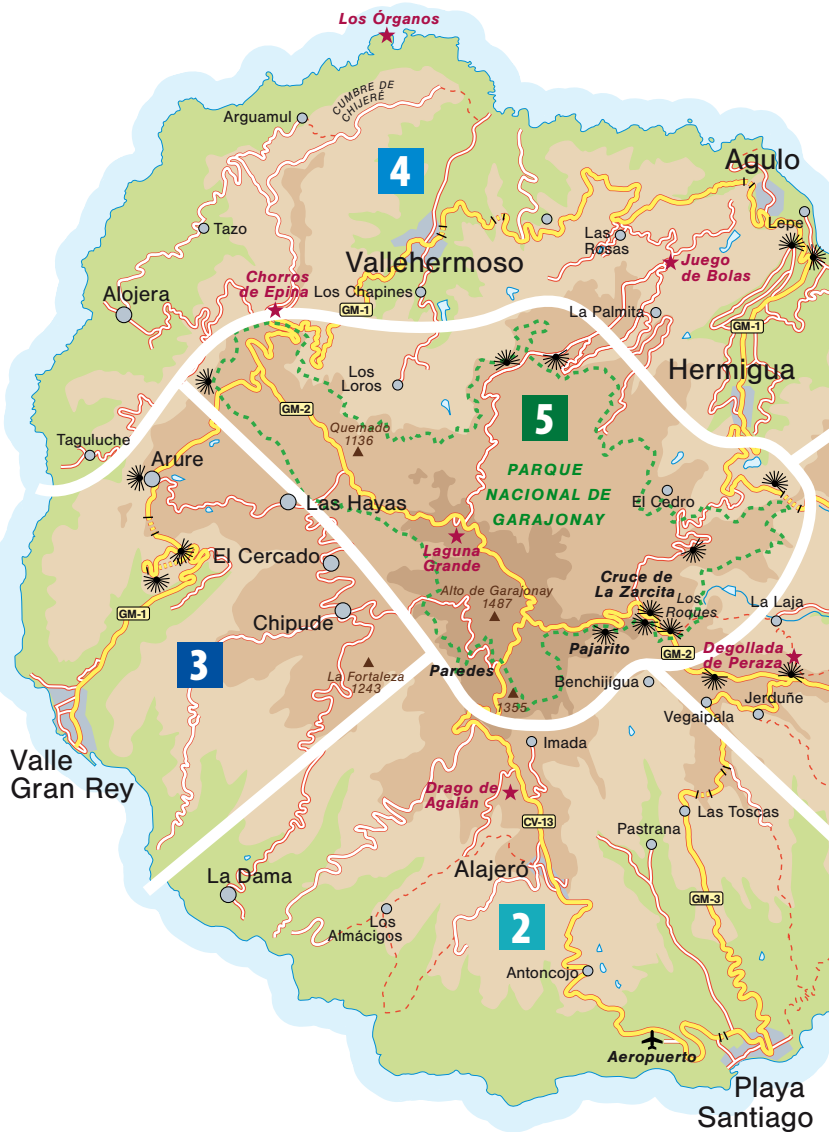 Los Órganos
CUMBRE DE
CHIJERÉ
Arguamul
4
Agulo
Lepe
Tazo
Las
Rosas
Vallehermoso
Juego
de Bolas
Chorros
de Epina
Los Chapines
Alojera
GM-1
La Palmita
GM-1
Hermigua
Los
Loros
GM-2
Quemado
1136
5
Taguluche
Arure
PARQUE
NACIONAL DE
GARAJONAY
El Cedro
Las Hayas
Laguna
Grande
El Cercado
Alto de Garajonay
1487
Cruce de
La Zarcita
Los
Roques
La Laja
GM-1
Chipude
Pajarito
GM-2
Degollada
de Peraza
3
La Fortaleza
1243
Paredes
Benchijígua
1355
Jerduñe
Vegaipala
Imada
Valle
Gran Rey
Drago de
Agalán
CV-13
Las Toscas
Pastrana
Alajeró
La Dama
GM-3
Los
Almácigos
2
Antoncojo
Aeropuerto
Playa
Santiago